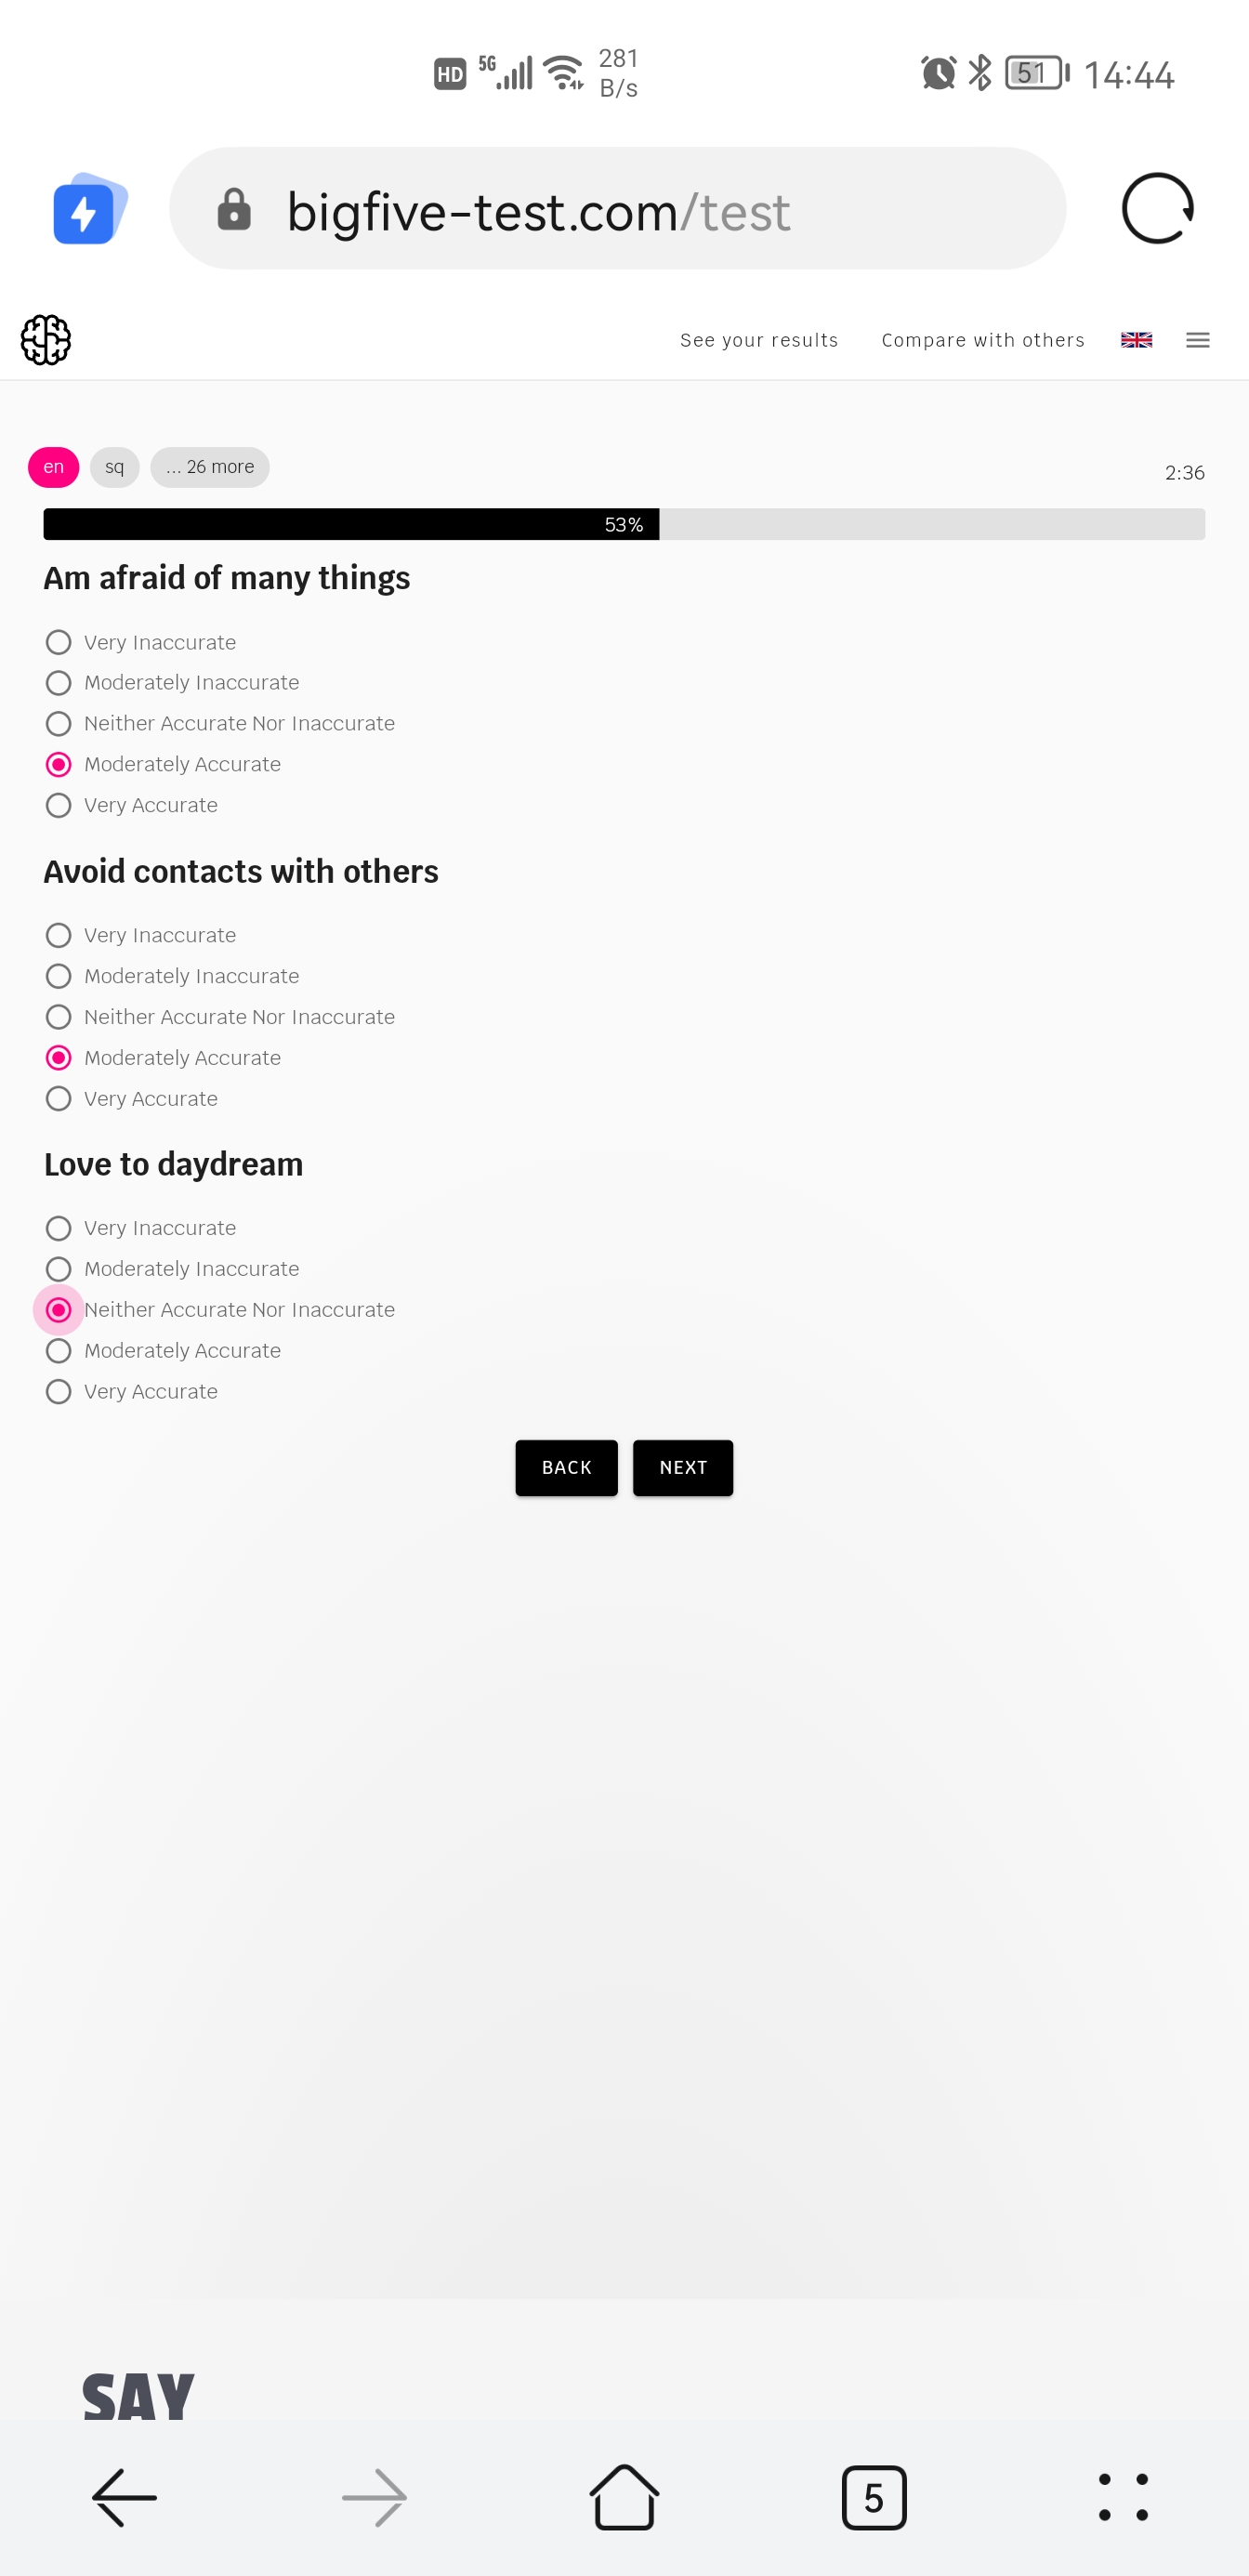 HD 5G 281 B/s 51 14:44
bigfive-test.com/test
See your results Compare with others
en sq ... 26 more 2:36
53%
Am afraid of many things
Very Inaccurate
Moderately Inaccurate
Neither Accurate Nor Inaccurate
Moderately Accurate
Very Accurate
Avoid contacts with others
Very Inaccurate
Moderately Inaccurate
Neither Accurate Nor Inaccurate
Moderately Accurate
Very Accurate
Love to daydream
Very Inaccurate
Moderately Inaccurate
Neither Accurate Nor Inaccurate
Moderately Accurate
Very Accurate
BACK NEXT
SAY
5